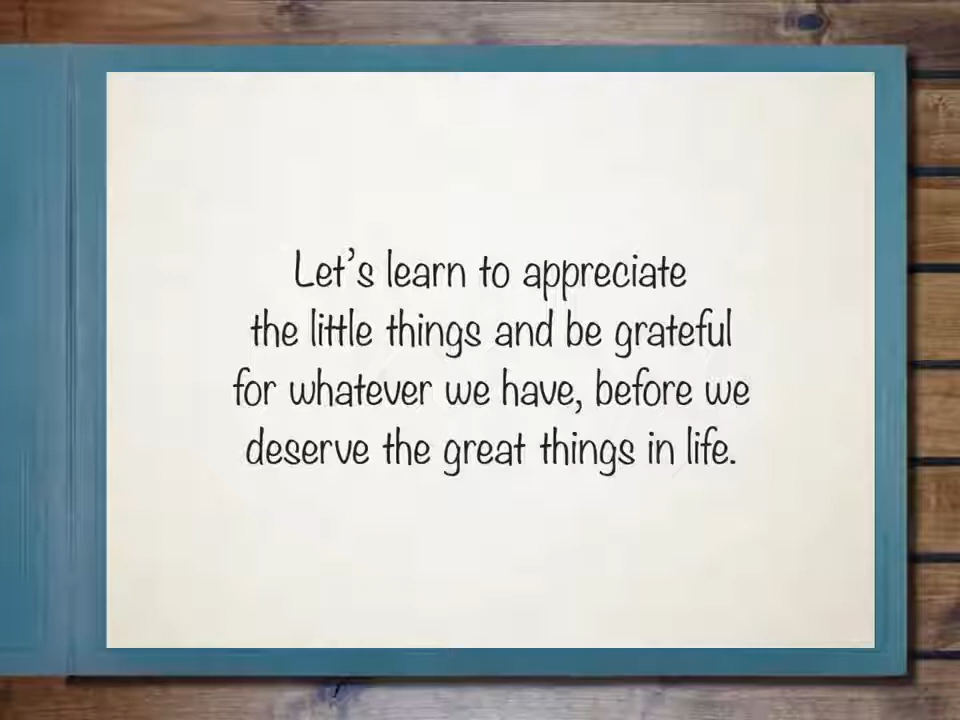 Let's learn to appreciate
the little things and be grateful
for whatever we have, before we
deserve the great things in life.